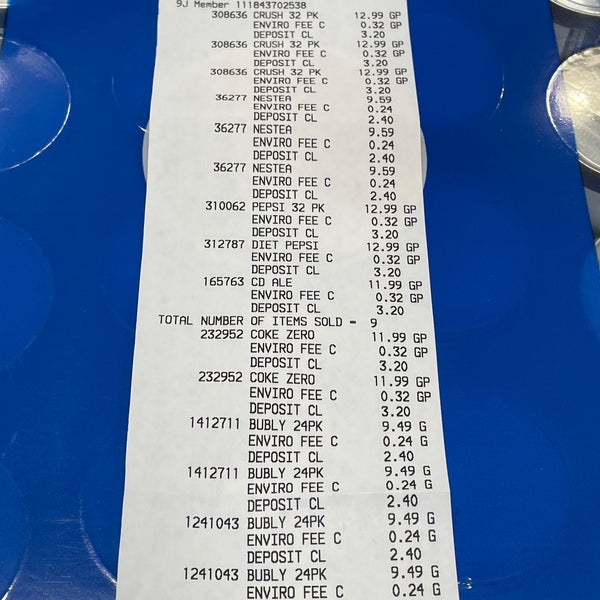 9J Member 111843702538
308636 CRUSH 32 PK 12.99 GP
ENVIRO FEE C 0.32 GP
DEPOSIT CL 3.20
308636 CRUSH 32 PK 12.99 GP
ENVIRO FEE C 0.32 GP
DEPOSIT CL 3.20
308636 CRUSH 32 PK 12.99 GP
ENVIRO FEE C 0.32 GP
DEPOSIT CL 3.20
36277 NESTEA 9.59
ENVIRO FEE C 0.24
DEPOSIT CL 2.40
36277 NESTEA 9.59
ENVIRO FEE C 0.24
DEPOSIT CL 2.40
36277 NESTEA 9.59
ENVIRO FEE C 0.24
DEPOSIT CL 2.40
310062 PEPSI 32 PK 12.99 GP
ENVIRO FEE C 0.32 GP
DEPOSIT CL 3.20
312787 DIET PEPSI 12.99 GP
ENVIRO FEE C 0.32 GP
DEPOSIT CL 3.20
165763 CD ALE 11.99 GP
ENVIRO FEE C 0.32 GP
DEPOSIT CL 3.20
TOTAL NUMBER OF ITEMS SOLD = 9
232952 COKE ZERO 11.99 GP
ENVIRO FEE C 0.32 GP
DEPOSIT CL 3.20
232952 COKE ZERO 11.99 GP
ENVIRO FEE C 0.32 GP
DEPOSIT CL 3.20
1412711 BUBLY 24PK 9.49 G
ENVIRO FEE C 0.24 G
DEPOSIT CL 2.40
1412711 BUBLY 24PK 9.49 G
ENVIRO FEE C 0.24 G
DEPOSIT CL 2.40
1241043 BUBLY 24PK 9.49 G
ENVIRO FEE C 0.24 G
DEPOSIT CL 2.40
1241043 BUBLY 24PK 9.49 G
ENVIRO FEE C 0.24 G